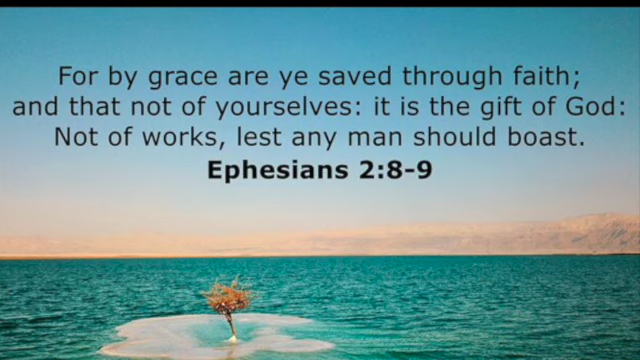 For by grace are ye saved through faith;
and that not of yourselves: it is the gift of God:
Not of works, lest any man should boast.
Ephesians 2:8-9